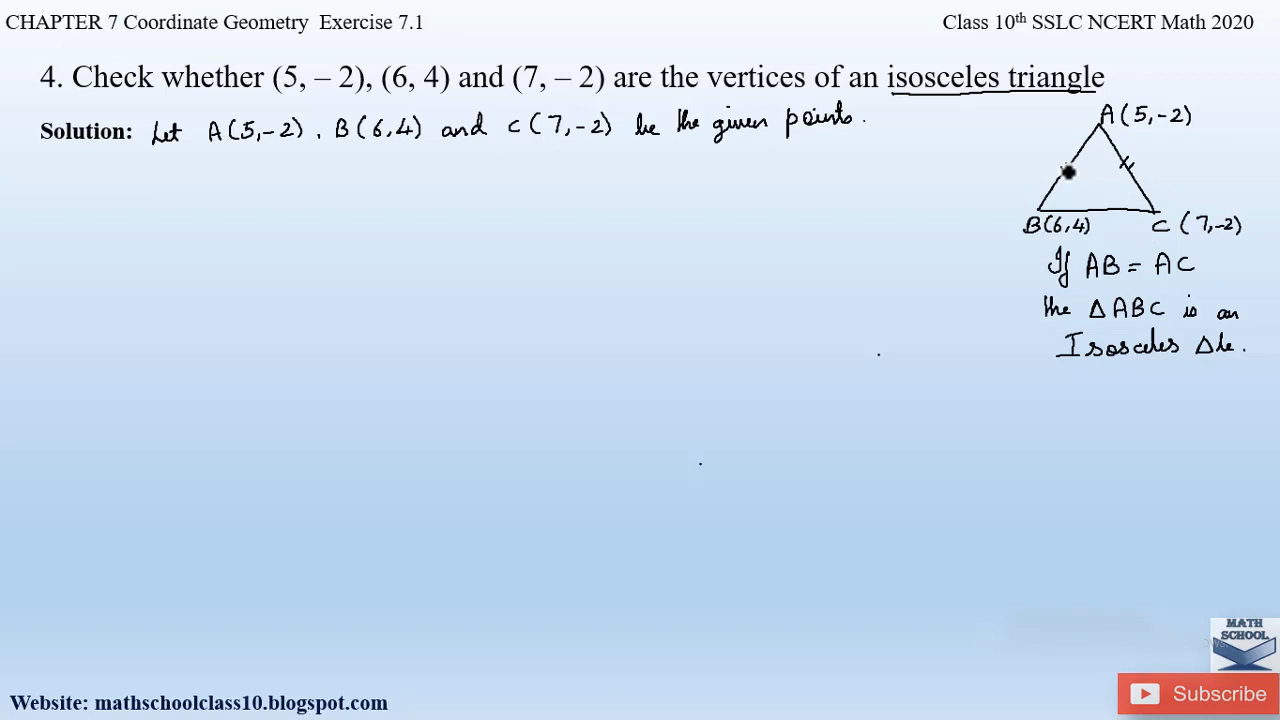 CHAPTER 7 Coordinate Geometry Exercise 7.1
Class 10th SSLC NCERT Math 2020
4. Check whether (5, – 2), (6, 4) and (7, – 2) are the vertices of an isosceles triangle
Solution: Let A(5,-2), B(6,4) and C(7,-2) be the given points.
A(5,-2)
B(6,4) C(7,-2)
If AB = AC
the ΔABC is an
Isosceles Δle.
MATH
SCHOOL
Subscribe
Website: mathschoolclass10.blogspot.com